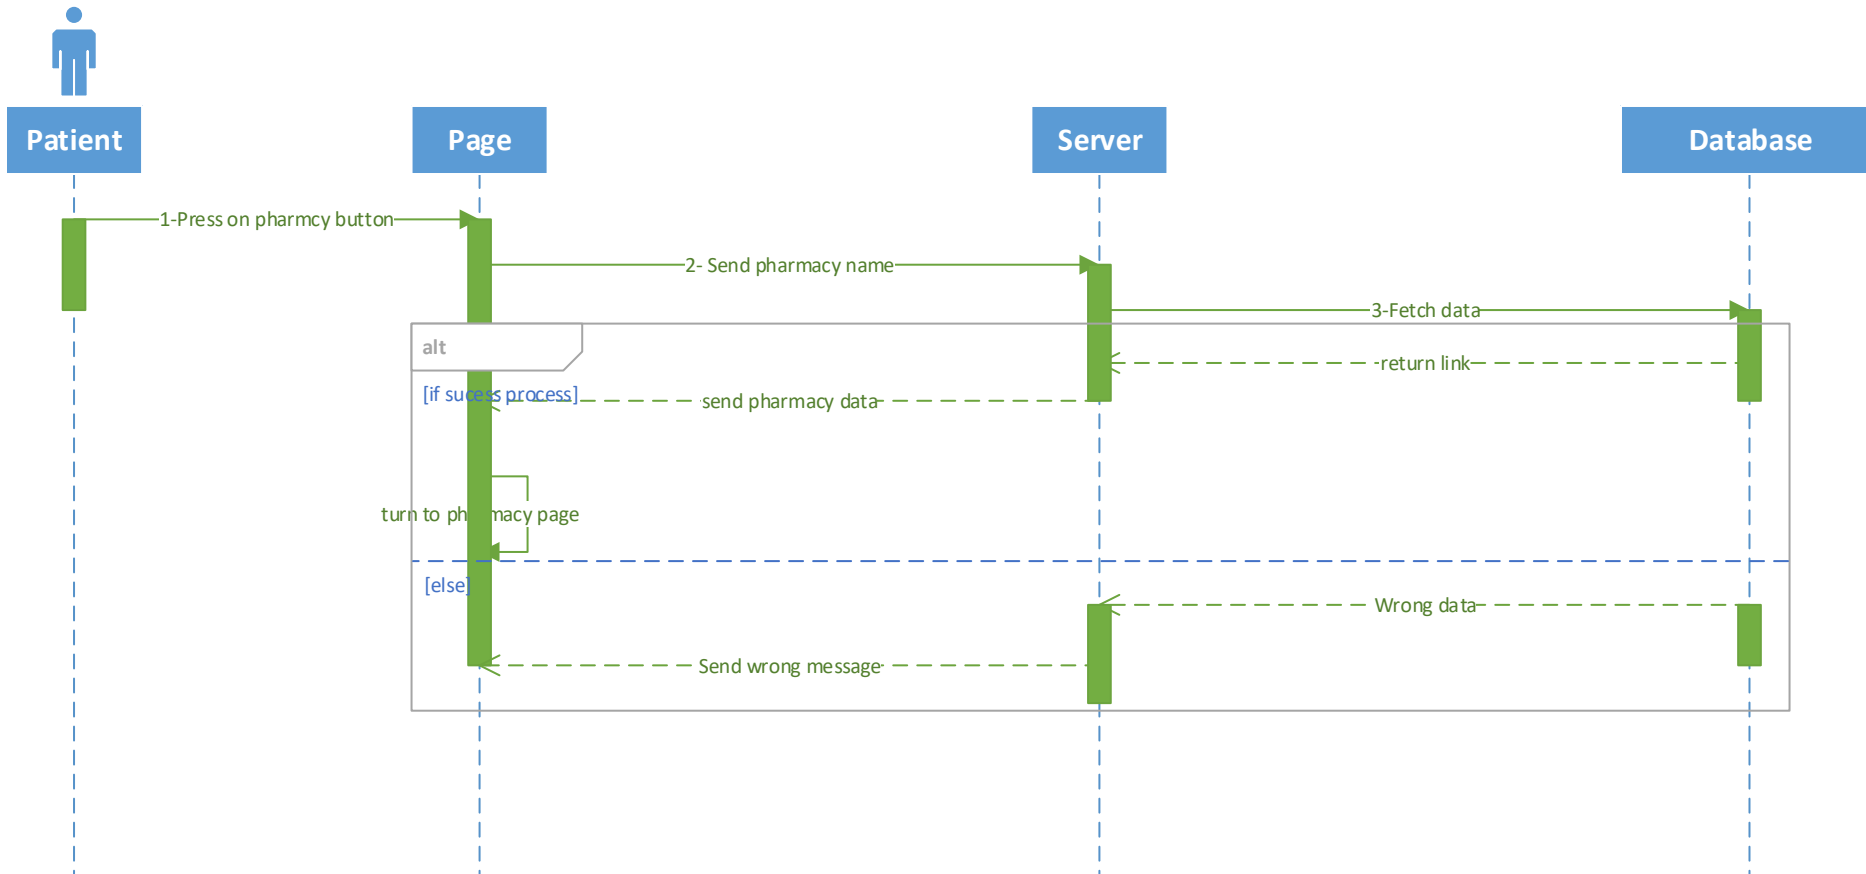 Patient
Page
Server
Database
1-Press on pharmcy button
2- Send pharmacy name
3-Fetch data
alt
return link
[if sucess process]
send pharmacy data
turn to pharmacy page
[else]
Wrong data
Send wrong message